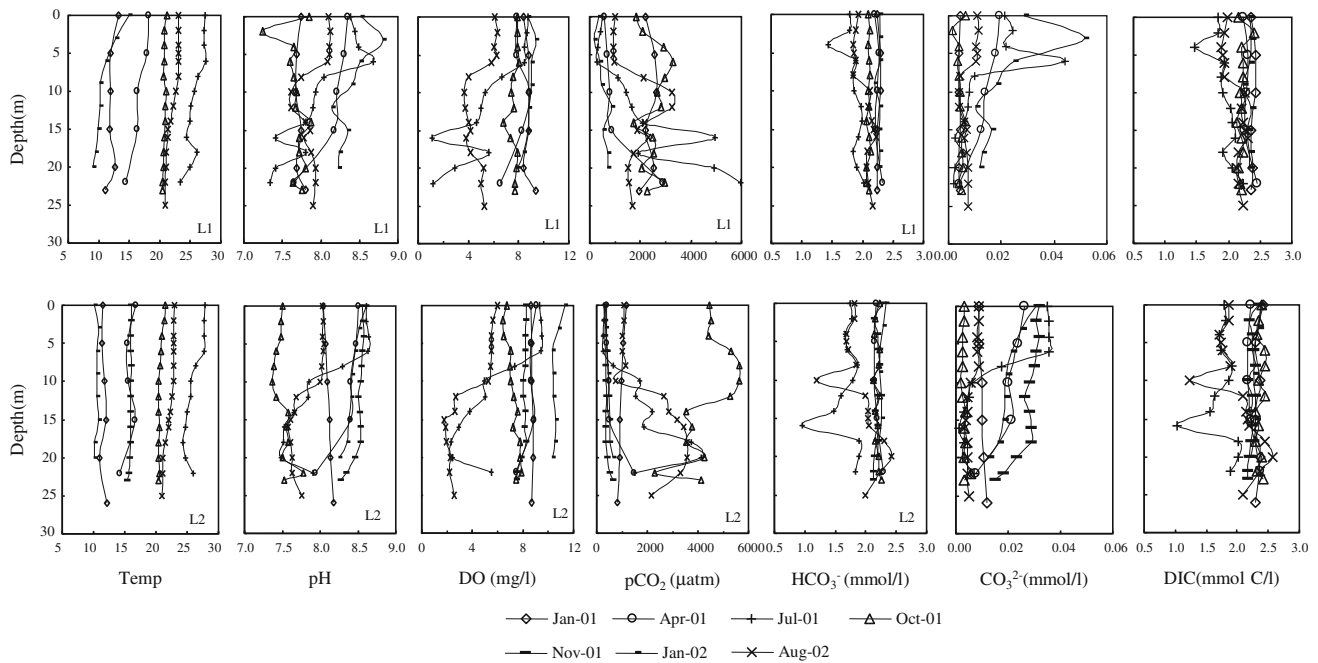 0
5
10
15
20
25
30
Depth(m)
L1
L1
L1
5 10 15 20 25 30
7.0 7.5 8.0 8.5 9.0
0 4 8 12
0 2000 4000 6000
0.5 1.0 1.5 2.0 2.5 3.0
0.00 0.02 0.04 0.06
0.5 1.0 1.5 2.0 2.5 3.0
0
5
10
15
20
25
30
Depth(m)
L2
L2
L2
L2
5 10 15 20 25 30
7.0 7.5 8.0 8.5 9.0
0 2 4 6 8 10 12
0 2000 4000 6000
0.5 1.0 1.5 2.0 2.5 3.0
0.00 0.02 0.04 0.06
0.5 1.0 1.5 2.0 2.5 3.0
Temp pH DO (mg/l) pCO₂ (µatm) HCO₃⁻(mmol/l) CO₃²⁻(mmol/l) DIC(mmol C/l)
Jan-01 Apr-01 Jul-01 Oct-01
Nov-01 Jan-02 Aug-02